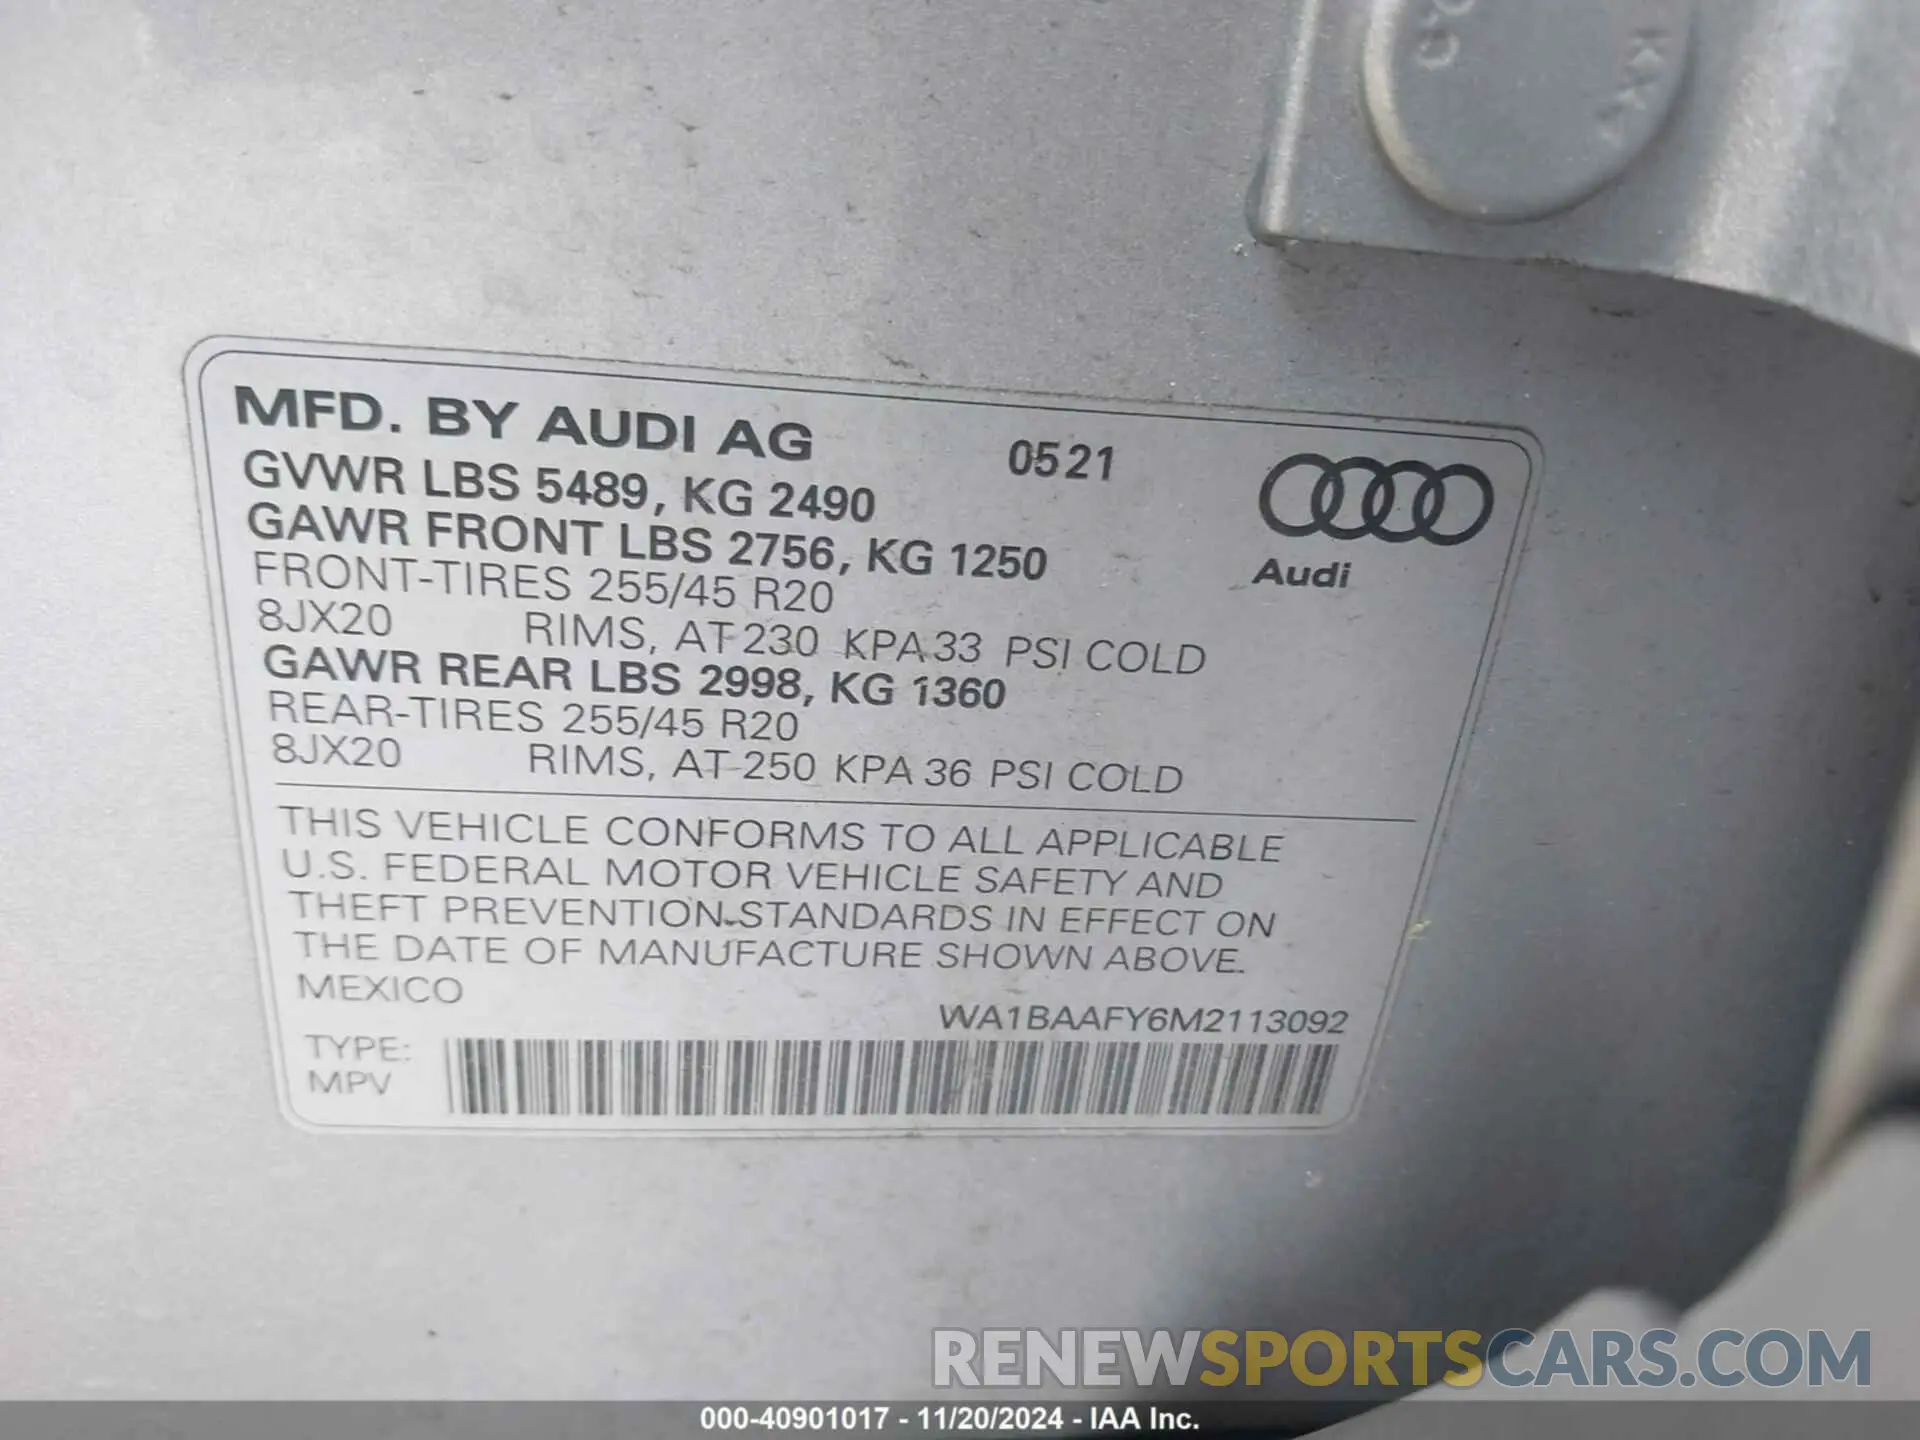 MFD. BY AUDI AG 0521
GVWR LBS 5489, KG 2490
GAWR FRONT LBS 2756, KG 1250
Audi
FRONT-TIRES 255/45 R20
8JX20 RIMS, AT 230 KPA 33 PSI COLD
GAWR REAR LBS 2998, KG 1360
REAR-TIRES 255/45 R20
8JX20 RIMS, AT 250 KPA 36 PSI COLD
THIS VEHICLE CONFORMS TO ALL APPLICABLE
U.S. FEDERAL MOTOR VEHICLE SAFETY AND
THEFT PREVENTION STANDARDS IN EFFECT ON
THE DATE OF MANUFACTURE SHOWN ABOVE.
MEXICO
WA1BAAFY6M2113092
TYPE:
MPV
RENEWSPORTSCARS.COM
000-40901017 - 11/20/2024 - IAA Inc.